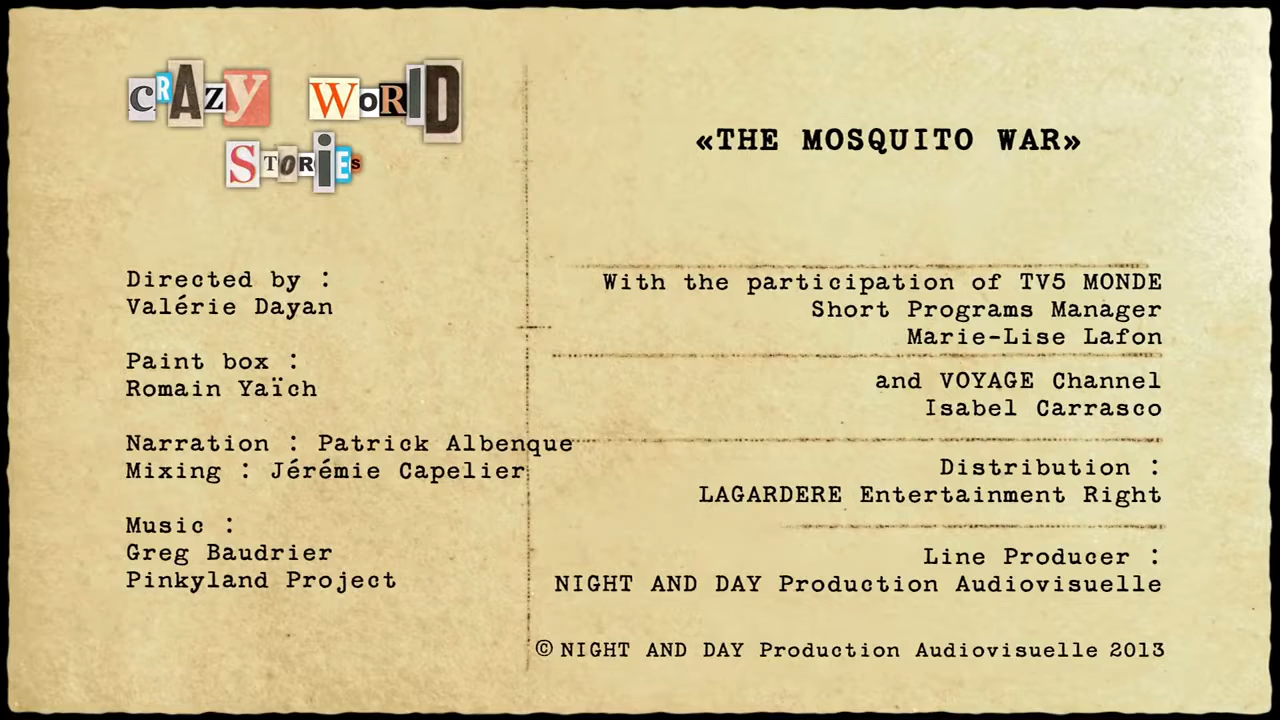 CRAZY WORlD
STORiES
Directed by :
Valérie Dayan
Paint box :
Romain Yaïch
Narration : Patrick Albenque
Mixing : Jérémie Capelier
Music :
Greg Baudrier
Pinkyland Project
«THE MOSQUITO WAR»
With the participation of TV5 MONDE
Short Programs Manager
Marie-Lise Lafon
and VOYAGE Channel
Isabel Carrasco
Distribution :
LAGARDERE Entertainment Right
Line Producer :
NIGHT AND DAY Production Audiovisuelle
© NIGHT AND DAY Production Audiovisuelle 2013